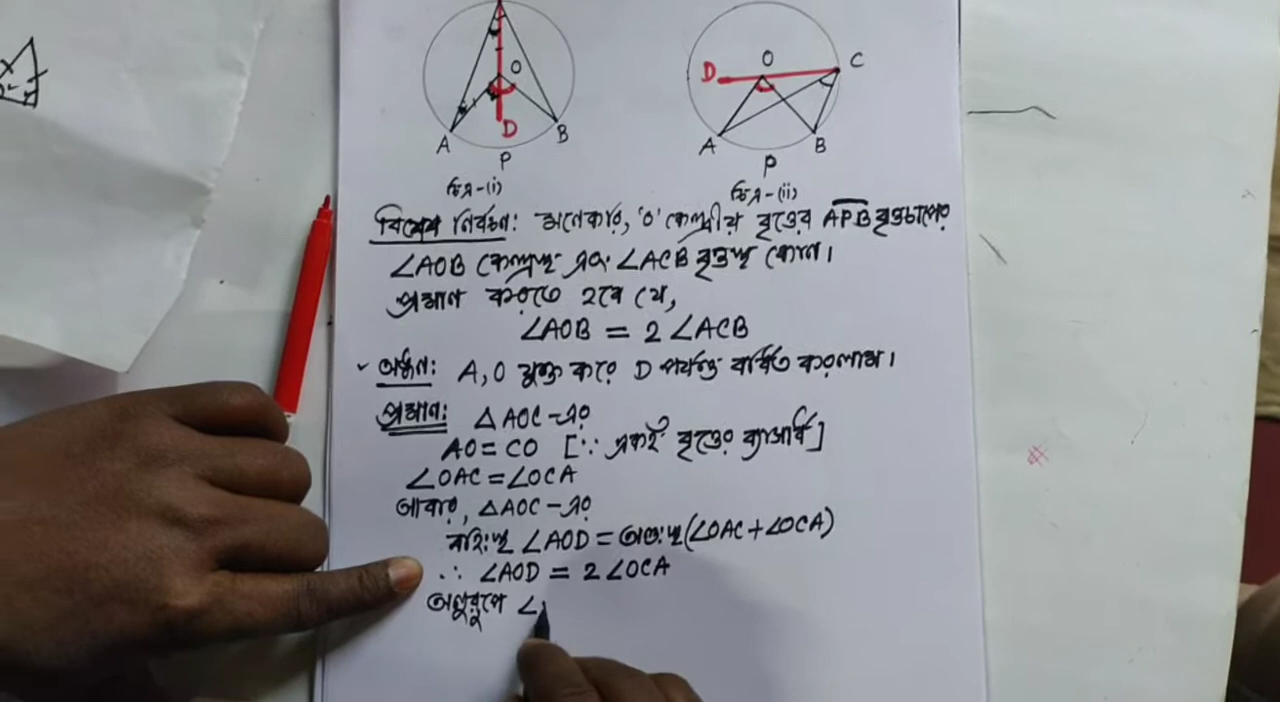 O
D
A
B
P
চিত্র-(i)
D
O
C
A
B
P
চিত্র-(ii)
বিশেষ নির্বচন: মনেকরি, 'O' কেন্দ্রীয় বৃত্তের APB বৃত্তচাপের
∠AOB কেন্দ্রস্থ এবং ∠ACB বৃত্তস্থ কোন।
প্রমান করতে হবে যে,
∠AOB = 2 ∠ACB
অঙ্কন: A, O যুক্ত করে D পর্যন্ত বর্ধিত করলাম।
প্রমান: △AOC-এর
AO = CO [∵ একই বৃত্তের ব্যাসার্ধ]
∠OAC = ∠OCA
আবার, △AOC-এর
বহিঃস্থ ∠AOD = অন্তঃস্থ (∠OAC + ∠OCA)
∴ ∠AOD = 2 ∠OCA
অনুরূপে ∠